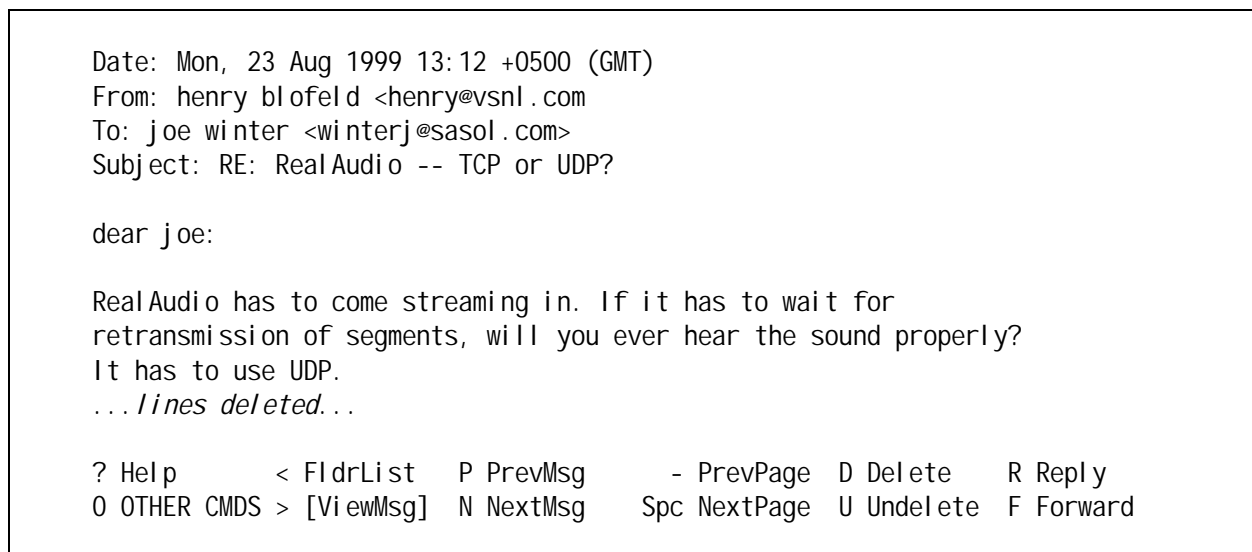 Date: Mon, 23 Aug 1999 13:12 +0500 (GMT)
From: henry blofeld <henry@vsnl.com
To: joe winter <winterj@sasol.com>
Subject: RE: RealAudio -- TCP or UDP?
dear joe:
RealAudio has to come streaming in. If it has to wait for
retransmission of segments, will you ever hear the sound properly?
It has to use UDP.
...lines deleted...
? Help < FldrList P PrevMsg - PrevPage D Delete R Reply
O OTHER CMDS > [ViewMsg] N NextMsg Spc NextPage U Undelete F Forward